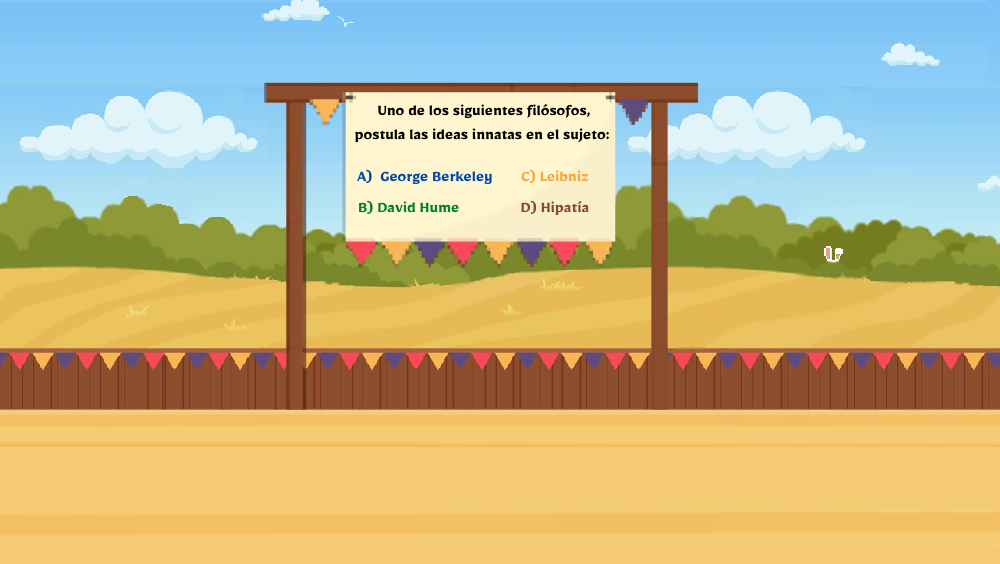 Uno de los siguientes filósofos,
postula las ideas innatas en el sujeto:
A) George Berkeley
C) Leibniz
B) David Hume
D) Hipatía